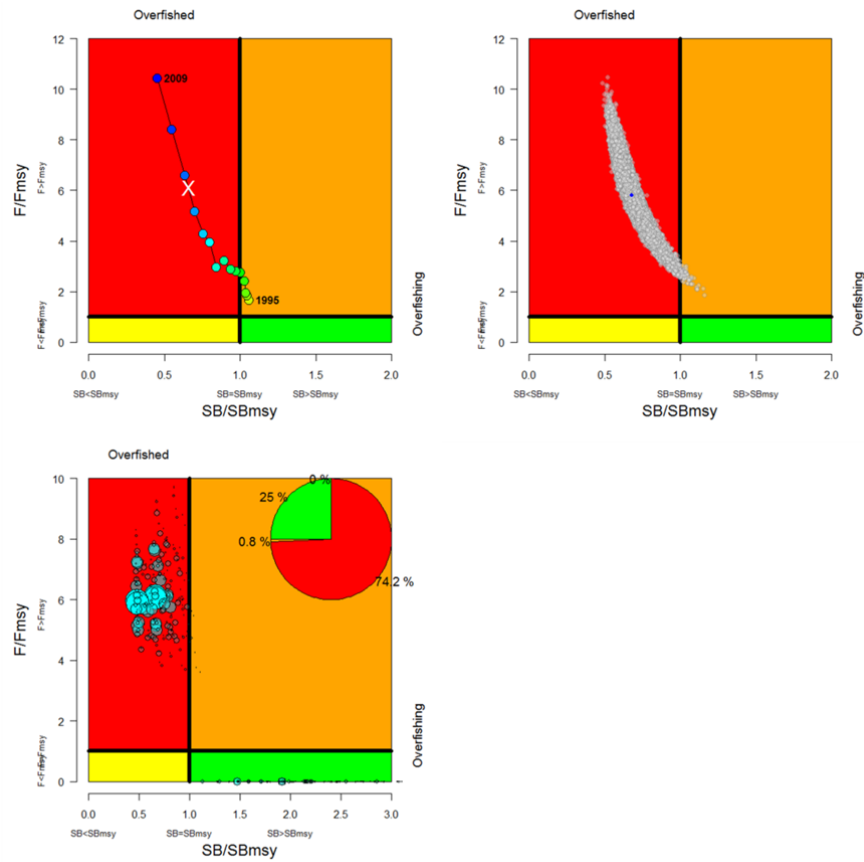 Overfished
12
10
8
6
4
2
0
F/Fmsy
F>Fmsy
2009
X
1995
Overfishing
0.0
0.5
1.0
1.5
2.0
SB<SBmsy
SB=SBmsy
SB>SBmsy
SB/SBmsy
Overfished
12
10
8
6
4
2
0
F/Fmsy
F>Fmsy
Overfishing
0.0
0.5
1.0
1.5
2.0
SB<SBmsy
SB=SBmsy
SB>SBmsy
SB/SBmsy
Overfished
10
8
6
4
2
0
F/Fmsy
F>Fmsy
0 %
25 %
0.8 %
74.2 %
Overfishing
0.0
0.5
1.0
1.5
2.0
2.5
3.0
SB<SBmsy
SB=SBmsy
SB>SBmsy
SB/SBmsy